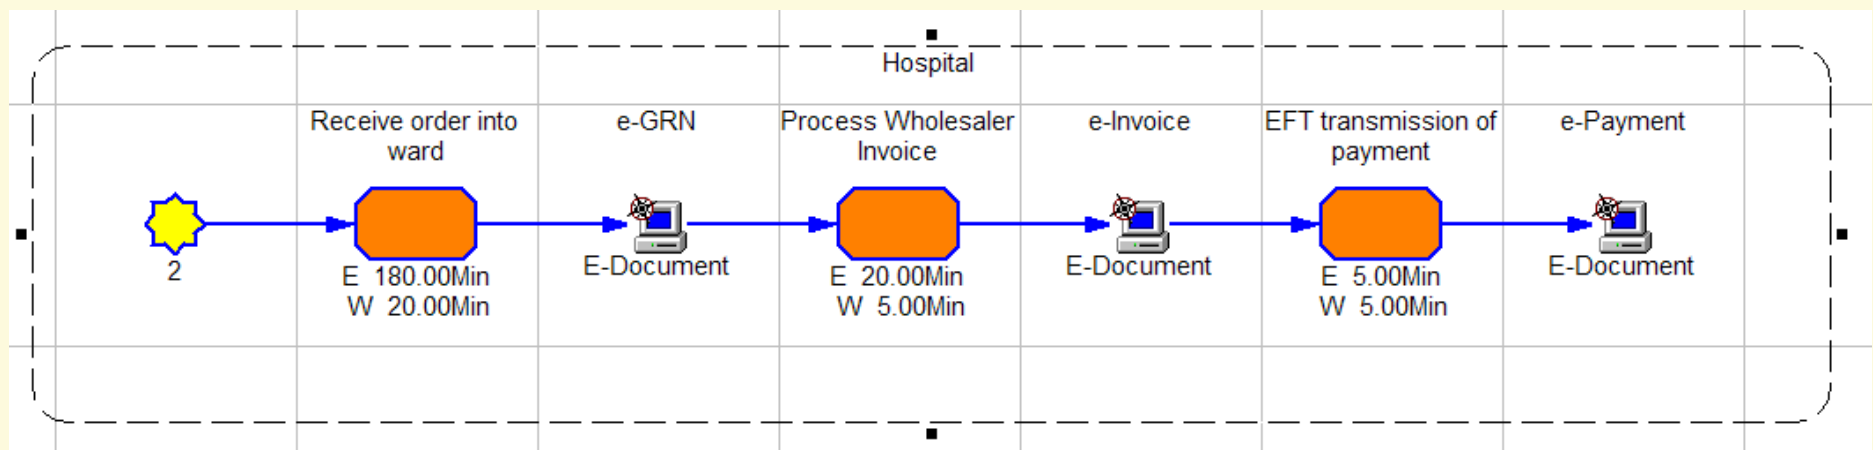 Hospital
Receive order into
ward
e-GRN
Process Wholesaler
Invoice
e-Invoice
EFT transmission of
payment
e-Payment
2
E 180.00Min
W 20.00Min
E-Document
E 20.00Min
W 5.00Min
E-Document
E 5.00Min
W 5.00Min
E-Document